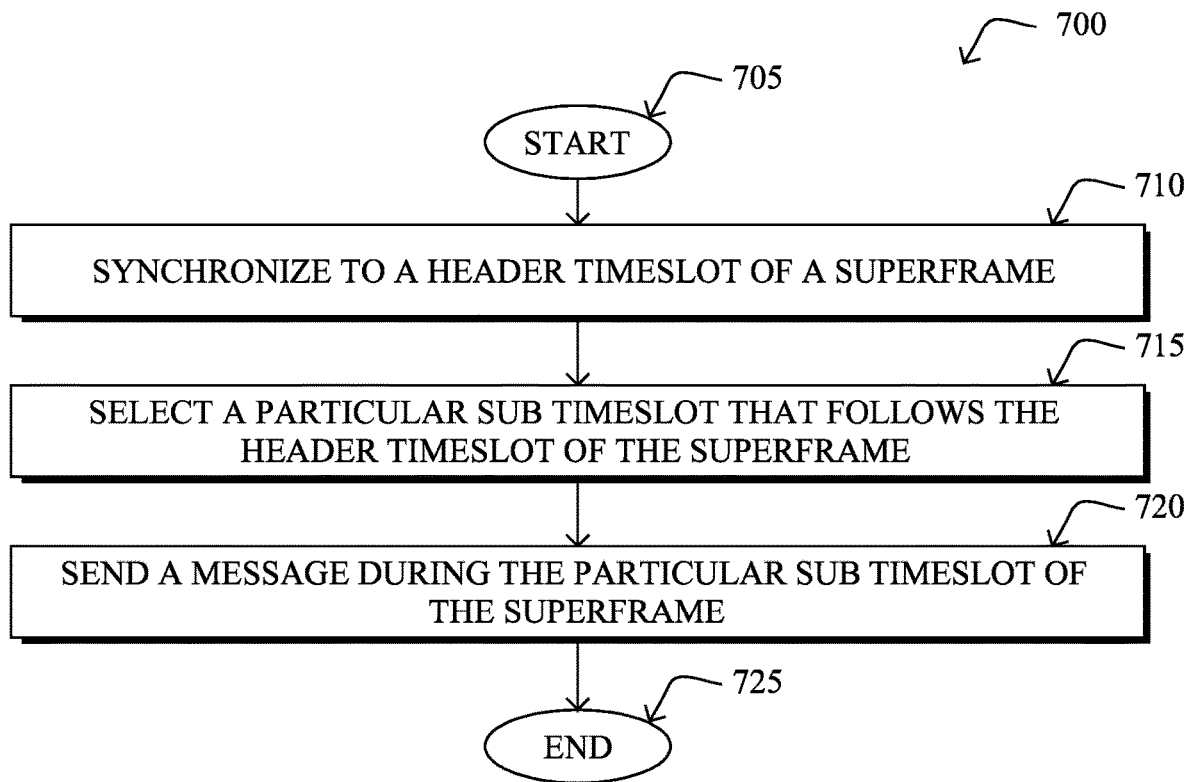 700
705
START
710
SYNCHRONIZE TO A HEADER TIMESLOT OF A SUPERFRAME
715
SELECT A PARTICULAR SUB TIMESLOT THAT FOLLOWS THE
HEADER TIMESLOT OF THE SUPERFRAME
720
SEND A MESSAGE DURING THE PARTICULAR SUB TIMESLOT OF
THE SUPERFRAME
725
END